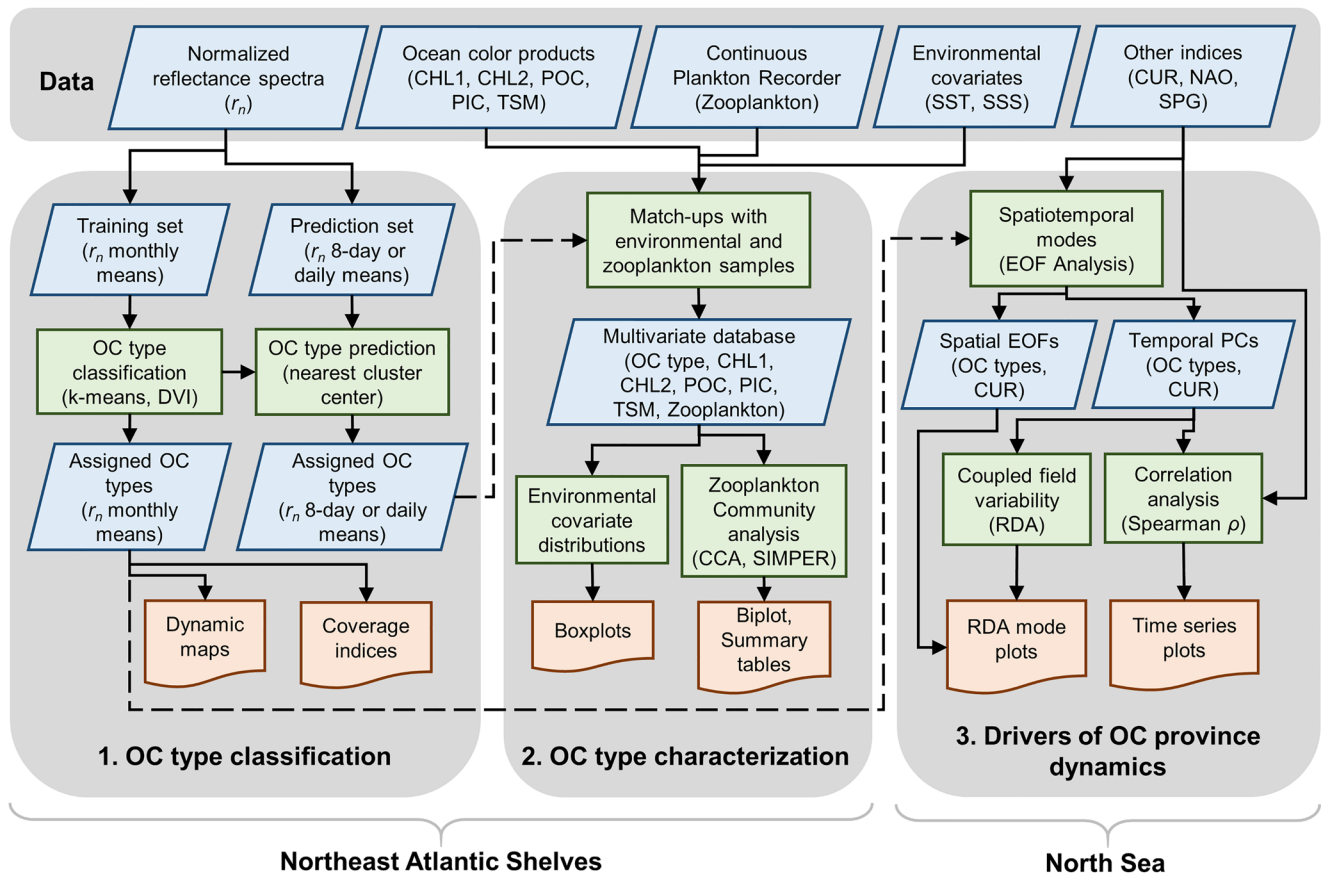 Data
Normalized
reflectance spectra
(rn)
Ocean color products
(CHL1, CHL2, POC,
PIC, TSM)
Continuous
Plankton Recorder
(Zooplankton)
Environmental
covariates
(SST, SSS)
Other indices
(CUR, NAO,
SPG)
Training set
(rn monthly
means)
Prediction set
(rn 8-day or
daily means)
OC type
classification
(k-means, DVI)
OC type prediction
(nearest cluster
center)
Assigned OC
types
(rn monthly
means)
Assigned OC
types
(rn 8-day or daily
means)
Dynamic
maps
Coverage
indices
1. OC type classification
Match-ups with
environmental and
zooplankton samples
Multivariate database
(OC type, CHL1,
CHL2, POC, PIC,
TSM, Zooplankton)
Environmental
covariate
distributions
Zooplankton
Community
analysis
(CCA, SIMPER)
Boxplots
Biplot,
Summary
tables
2. OC type characterization
Spatiotemporal
modes
(EOF Analysis)
Spatial EOFs
(OC types,
CUR)
Temporal PCs
(OC types,
CUR)
Coupled field
variability
(RDA)
Correlation
analysis
(Spearman ρ)
RDA mode
plots
Time series
plots
3. Drivers of OC province
dynamics
Northeast Atlantic Shelves
North Sea